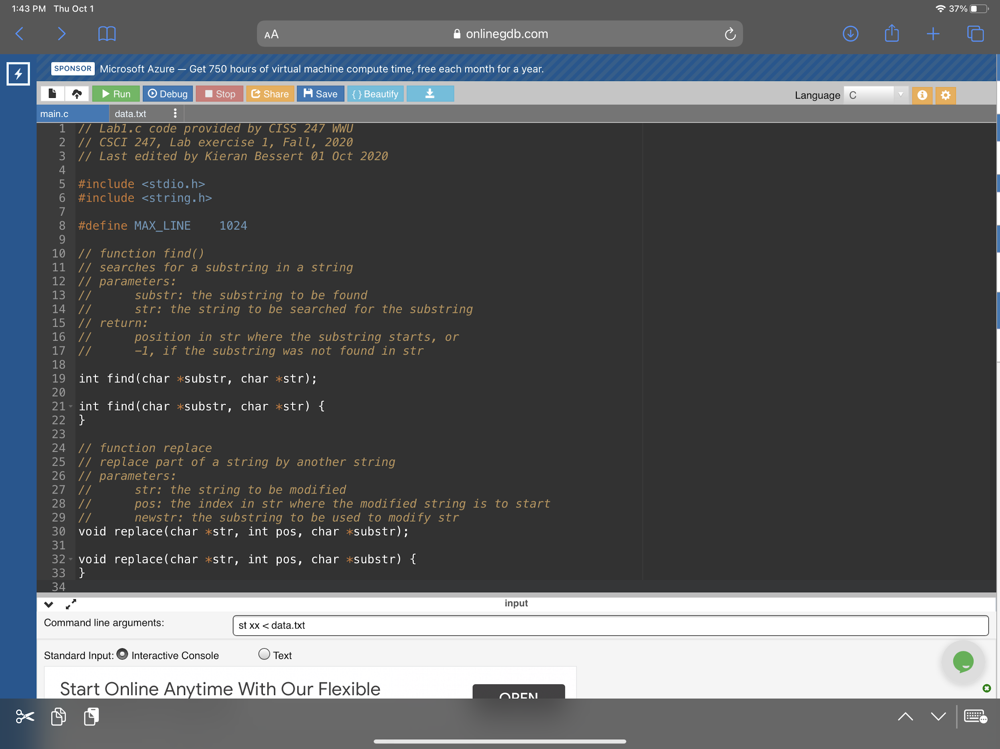 1:43 PM Thu Oct 1
37%
AA
onlinegdb.com
SPONSOR Microsoft Azure — Get 750 hours of virtual machine compute time, free each month for a year.
Run Debug Stop Share Save { } Beautify
Language C
main.c data.txt
1 // Lab1.c code provided by CISS 247 WWU
2 // CSCI 247, Lab exercise 1, Fall, 2020
3 // Last edited by Kieran Bessert 01 Oct 2020
4
5 #include <stdio.h>
6 #include <string.h>
7
8 #define MAX_LINE    1024
9
10 // function find()
11 // searches for a substring in a string
12 // parameters:
13 //      substr: the substring to be found
14 //      str: the string to be searched for the substring
15 // return:
16 //      position in str where the substring starts, or
17 //      -1, if the substring was not found in str
18
19 int find(char *substr, char *str);
20
21 int find(char *substr, char *str) {
22 }
23
24 // function replace
25 // replace part of a string by another string
26 // parameters:
27 //      str: the string to be modified
28 //      pos: the index in str where the modified string is to start
29 //      newstr: the substring to be used to modify str
30 void replace(char *str, int pos, char *substr);
31
32 void replace(char *str, int pos, char *substr) {
33 }
34
input
Command line arguments: st xx < data.txt
Standard Input: Interactive Console Text
Start Online Anytime With Our Flexible
OPEN